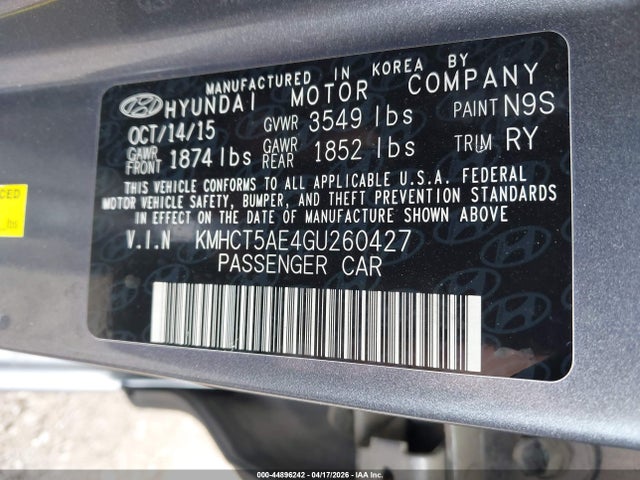 MANUFACTURED IN KOREA BY
HYUNDAI MOTOR COMPANY
OCT/14/15 GVWR 3549 lbs PAINT N9S
GAWR FRONT 1874 lbs GAWR REAR 1852 lbs TRIM RY
THIS VEHICLE CONFORMS TO ALL APPLICABLE U.S.A. FEDERAL
MOTOR VEHICLE SAFETY, BUMPER, AND THEFT PREVENTION STANDARDS
IN EFFECT ON THE DATE OF MANUFACTURE SHOWN ABOVE
V.I.N KMHCT5AE4GU260427
PASSENGER CAR
CED
lbs
000-44896242 - 04/17/2026 - IAA Inc.